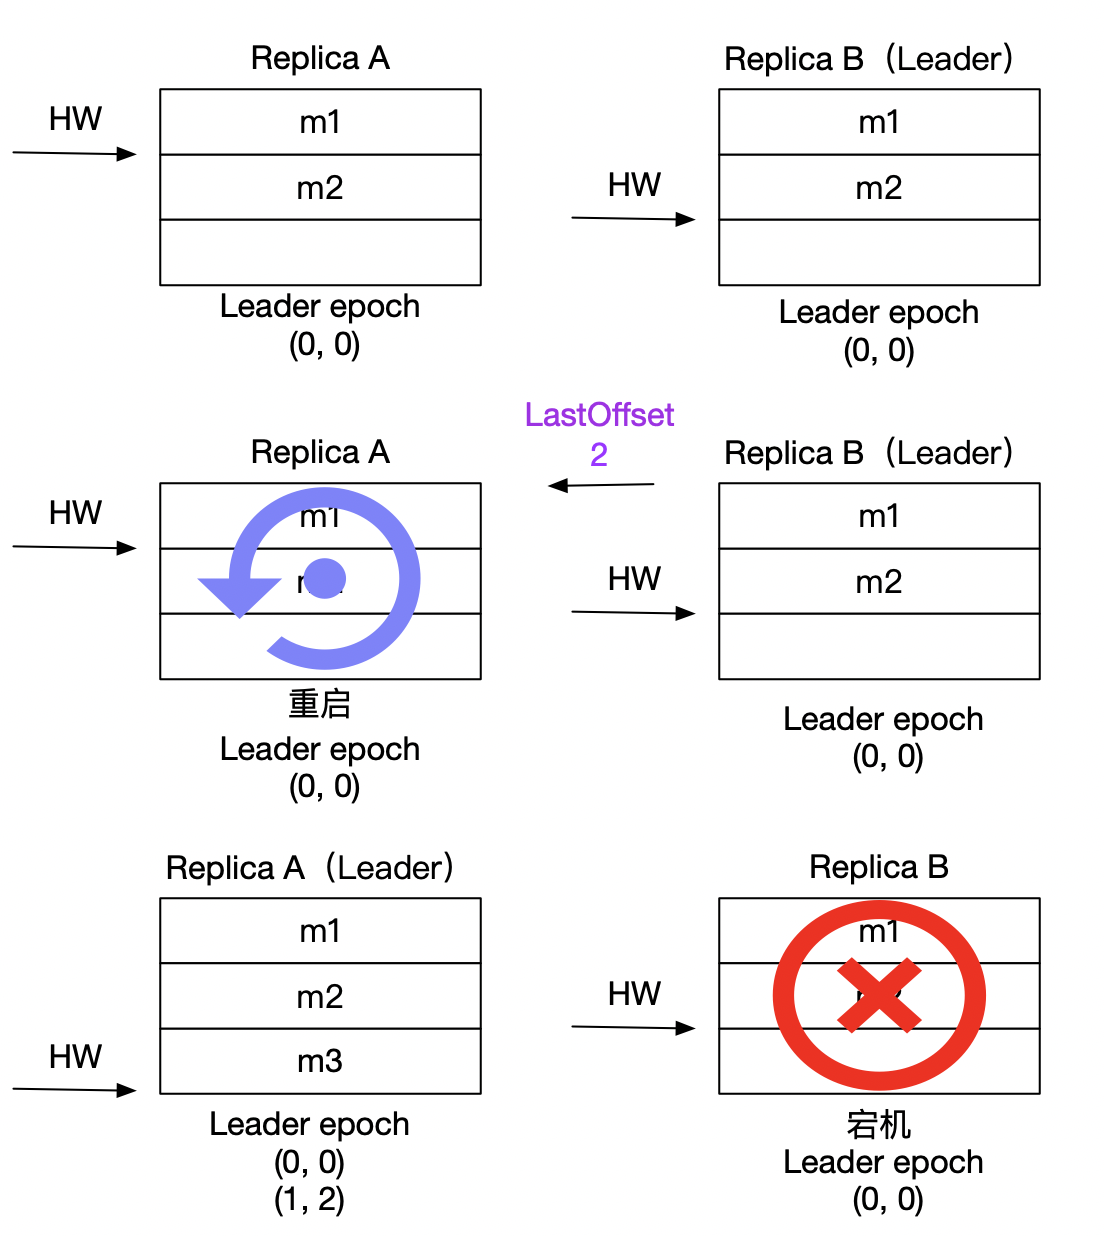 Replica A
Replica B（Leader）
HW
m1
m1
m2
HW
m2
Leader epoch
(0, 0)
Leader epoch
(0, 0)
LastOffset
2
Replica A
Replica B（Leader）
HW
m1
m1
HW
m2
重启
Leader epoch
(0, 0)
Leader epoch
(0, 0)
Replica A（Leader）
Replica B
m1
m1
m2
HW
HW
m3
Leader epoch
(0, 0)
(1, 2)
宕机
Leader epoch
(0, 0)